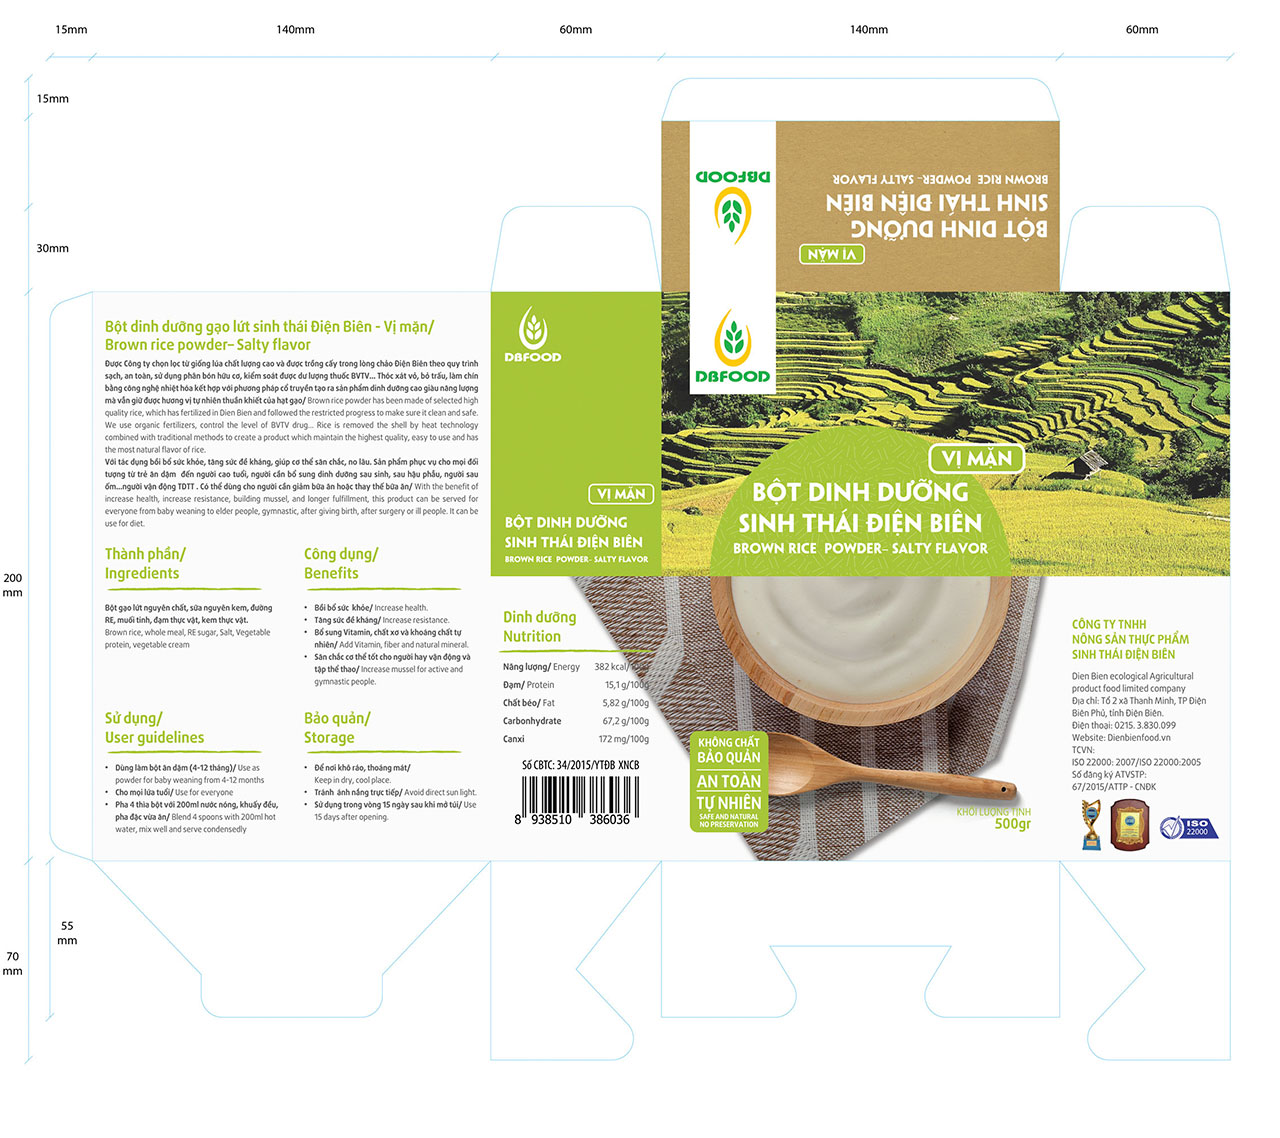 15mm
140mm
60mm
140mm
60mm
15mm
30mm
200
mm
55
mm
70
mm
DBFOOD
BỘT DINH DƯỠNG
SINH THÁI ĐIỆN BIÊN
BROWN RICE POWDER– SALTY FLAVOR
VỊ MẶN
Bột dinh dưỡng gạo lứt sinh thái Điện Biên - Vị mặn/
Brown rice powder– Salty flavor
Được Công ty chọn lọc từ giống lúa chất lượng cao và được trồng cấy trong lòng chảo Điện Biên theo quy trình
sạch, an toàn, sử dụng phân bón hữu cơ, kiểm soát được dư lượng thuốc BVTV... Thóc xát vỏ, bỏ trấu, làm chín
bằng công nghệ nhiệt hóa kết hợp với phương pháp cổ truyền tạo ra sản phẩm dinh dưỡng cao giàu năng lượng
mà vẫn giữ được hương vị tự nhiên thuần khiết của hạt gạo/ Brown rice powder has been made of selected high
quality rice, which has fertilized in Dien Bien and followed the restricted progress to make sure it clean and safe.
We use organic fertilizers, control the level of BVTV drug... Rice is removed the shell by heat technology
combined with traditional methods to create a product which maintain the highest quality, easy to use and has
the most natural flavor of rice.
Với tác dụng bồi bổ sức khỏe, tăng sức đề kháng, giúp cơ thể săn chắc, no lâu. Sản phẩm phục vụ cho mọi đối
tượng từ trẻ ăn dặm đến người cao tuổi, người cần bổ sung dinh dưỡng sau sinh, sau hậu phẫu, người sau
ốm...người vận động TDTT . Có thể dùng cho người cần giảm bữa ăn hoặc thay thế bữa ăn/ With the benefit of
increase health, increase resistance, building mussel, and longer fulfillment, this product can be served for
everyone from baby weaning to elder people, gymnastic, after giving birth, after surgery or ill people. It can be
use for diet.
Thành phần/
Ingredients
Bột gạo lứt nguyên chất, sữa nguyên kem, đường
RE, muối tinh, đạm thực vật, kem thực vật.
Brown rice, whole meal, RE sugar, Salt, Vegetable
protein, vegetable cream
Công dụng/
Benefits
• Bồi bổ sức khỏe/ Increase health.
• Tăng sức đề kháng/ Increase resistance.
• Bổ sung Vitamin, chất xơ và khoáng chất tự
nhiên/ Add Vitamin, fiber and natural mineral.
• Săn chắc cơ thể tốt cho người hay vận động và
tập thể thao/ Increase mussel for active and
gymnastic people.
Sử dụng/
User guidelines
• Dùng làm bột ăn dặm (4-12 tháng)/ Use as
powder for baby weaning from 4-12 months
• Cho mọi lứa tuổi/ Use for everyone
• Pha 4 thìa bột với 200ml nước nóng, khuấy đều,
pha đặc vừa ăn/ Blend 4 spoons with 200ml hot
water, mix well and serve condensedly
Bảo quản/
Storage
• Để nơi khô ráo, thoáng mát/
Keep in dry, cool place.
• Tránh ánh nắng trực tiếp/ Avoid direct sun light.
• Sử dụng trong vòng 15 ngày sau khi mở túi/ Use
15 days after opening.
DBFOOD
VỊ MẶN
BỘT DINH DƯỠNG
SINH THÁI ĐIỆN BIÊN
BROWN RICE POWDER– SALTY FLAVOR
Dinh dưỡng
Nutrition
Năng lượng/ Energy 382 kcal/100g
Đạm/ Protein 15,1 g/100g
Chất béo/ Fat 5,82 g/100g
Carbonhydrate 67,2 g/100g
Canxi 172 mg/100g
Số CBTC: 34/2015/YTĐB XNCB
8 938510 386036
DBFOOD
VỊ MẶN
BỘT DINH DƯỠNG
SINH THÁI ĐIỆN BIÊN
BROWN RICE POWDER– SALTY FLAVOR
KHÔNG CHẤT
BẢO QUẢN
AN TOÀN
TỰ NHIÊN
SAFE AND NATURAL
NO PRESERVATION
KHỐI LƯỢNG TỊNH
500gr
CÔNG TY TNHH
NÔNG SẢN THỰC PHẨM
SINH THÁI ĐIỆN BIÊN
Dien Bien ecological Agricultural
product food limited company
Địa chỉ: Tổ 2 xã Thanh Minh, TP Điện
Biên Phủ, tỉnh Điện Biên.
Điện thoại: 0215. 3.830.099
Website: Dienbienfood.vn
TCVN:
ISO 22000: 2007/ISO 22000:2005
Số đăng ký ATVSTP:
67/2015/ATTP - CNĐK
ISO
22000